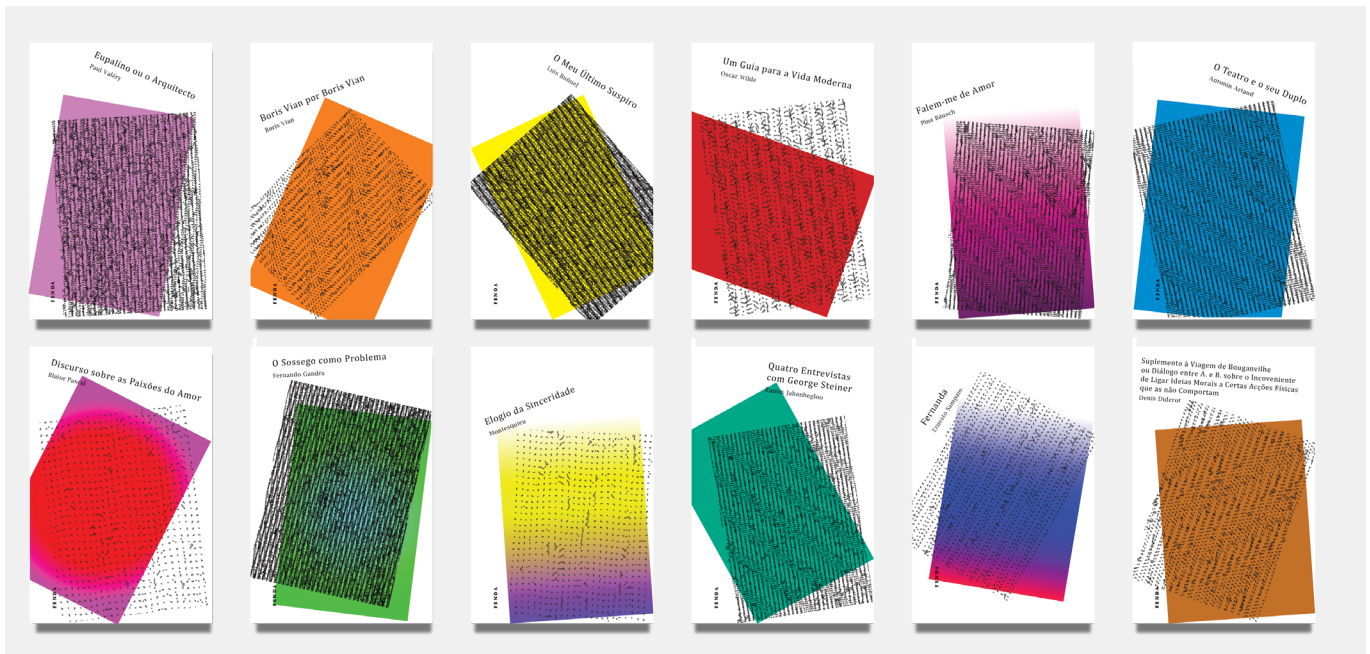 Eupalino ou o Arquitecto
Paul Valéry
FENDA
Boris Vian por Boris Vian
Boris Vian
FENDA
O Meu Último Suspiro
Luis Buñuel
FENDA
Um Guia para a Vida Moderna
Oscar Wilde
FENDA
Falem-me de Amor
Pina Bausch
FENDA
O Teatro e o seu Duplo
Antonin Artaud
FENDA
Discurso sobre as Paixões do Amor
Blaise Pascal
FENDA
O Sossego como Problema
Fernando Gandra
FENDA
Elogio da Sinceridade
Montesquieu
FENDA
Quatro Entrevistas
com George Steiner
Ramin Jahanbegloo
FENDA
Fernanda
Ernesto Sampaio
FENDA
Suplemento à Viagem de Bouganvilhe
ou Diálogo entre A. e B. sobre o Incoveniente
de Ligar Ideias Morais a Certas Acções Físicas
que as não Comportam
Denis Diderot
FENDA